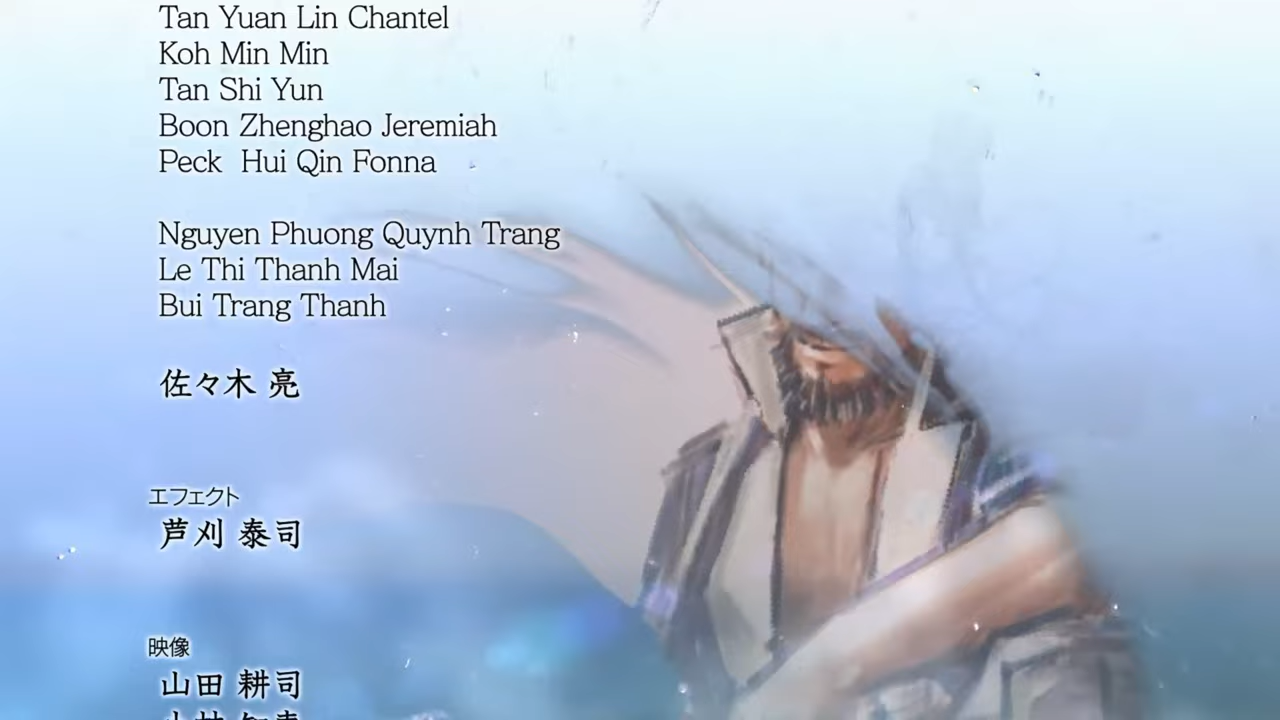 Tan Yuan Lin Chantel
Koh Min Min
Tan Shi Yun
Boon Zhenghao Jeremiah
Peck  Hui Qin Fonna
Nguyen Phuong Quynh Trang
Le Thi Thanh Mai
Bui Trang Thanh
佐々木 亮
エフェクト
芦刈 泰司
映像
山田 耕司